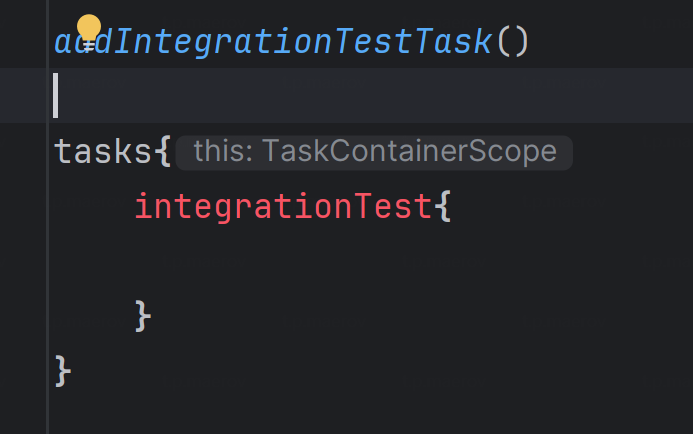 addIntegrationTestTask()
tasks{ this: TaskContainerScope
integrationTest{
}
}